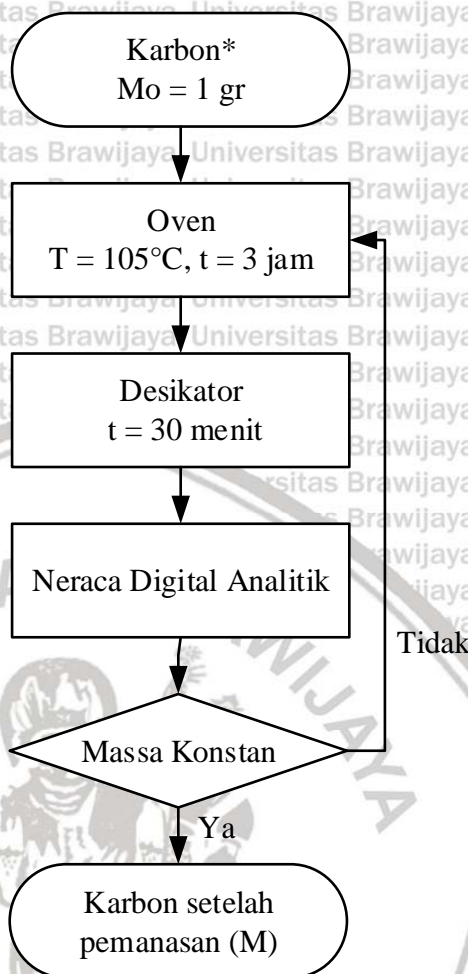 Karbon*
Mo = 1 gr
Oven
T = 105°C, t = 3 jam
Desikator
t = 30 menit
Neraca Digital Analitik
Tidak
Massa Konstan
Ya
Karbon setelah
pemanasan (M)